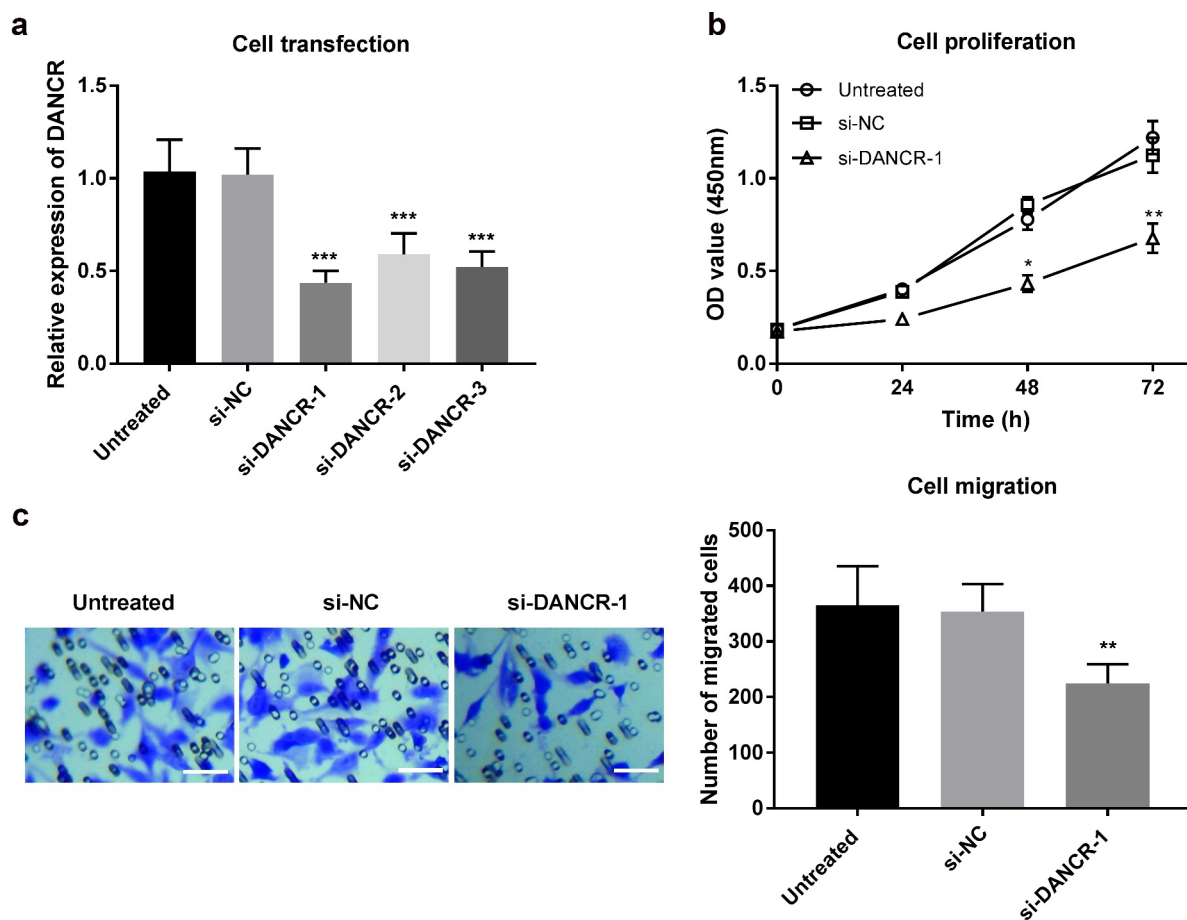 a
Cell transfection
Relative expression of DANCR
1.5
1.0
0.5
0.0
***
***
***
Untreated
si-NC
si-DANCR-1
si-DANCR-2
si-DANCR-3
b
Cell proliferation
OD value (450nm)
1.5
1.0
0.5
0.0
Untreated
si-NC
si-DANCR-1
*
**
0
24
48
72
Time (h)
c
Untreated
si-NC
si-DANCR-1
Cell migration
Number of migrated cells
500
400
300
200
100
0
**
Untreated
si-NC
si-DANCR-1